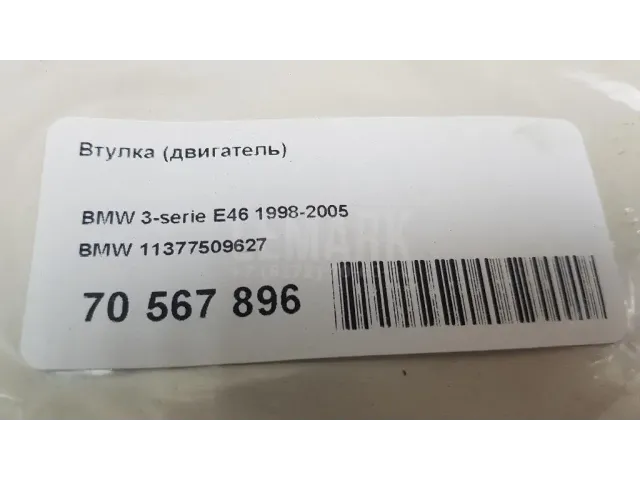 Втулка (двигатель)
BMW 3-serie E46 1998-2005
BMW 11377509627
70 567 896